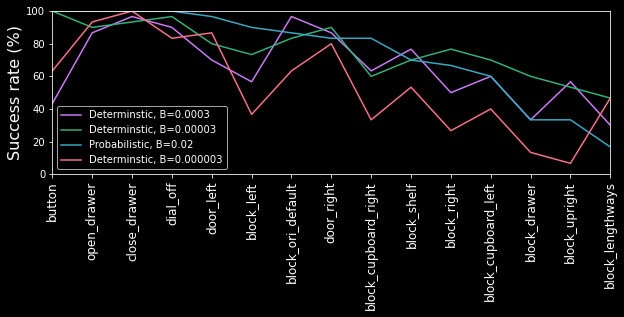 Success rate (%)
100
80
60
40
20
0
Determinstic, B=0.0003
Determinstic, B=0.00003
Probabilistic, B=0.02
Determinstic, B=0.000003
button
open_drawer
close_drawer
dial_off
door_left
block_left
block_ori_default
door_right
block_cupboard_right
block_shelf
block_right
block_cupboard_left
block_drawer
block_upright
block_lengthways